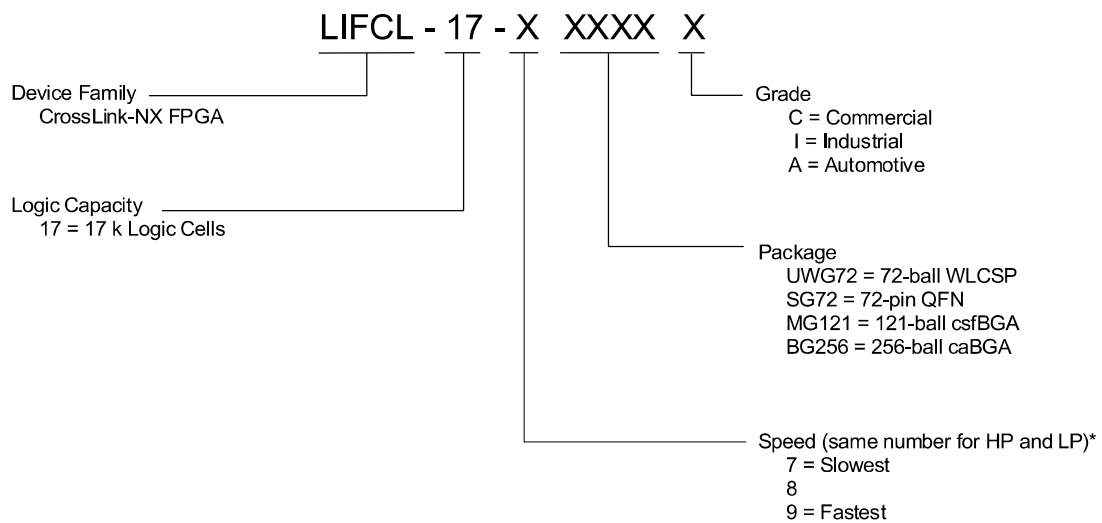 LIFCL - 17 - X XXXX X
Device Family
CrossLink-NX FPGA
Logic Capacity
17 = 17 k Logic Cells
Grade
C = Commercial
I = Industrial
A = Automotive
Package
UWG72 = 72-ball WLCSP
SG72 = 72-pin QFN
MG121 = 121-ball csfBGA
BG256 = 256-ball caBGA
Speed (same number for HP and LP)*
7 = Slowest
8
9 = Fastest